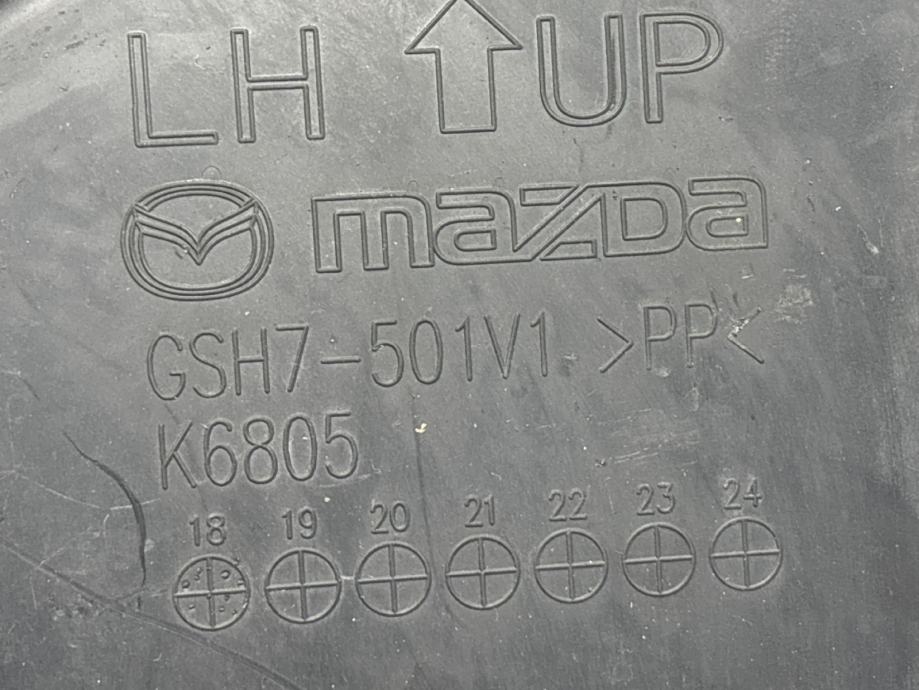 LH ↑ UP
mazda
GSH7-501V1 >PP<
K6805
18 19 20 21 22 23 24